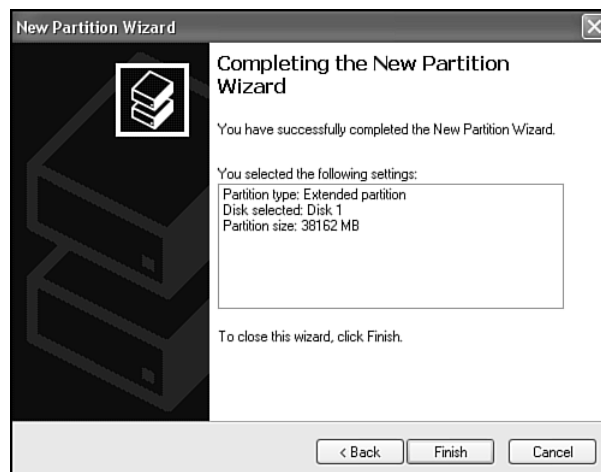 New Partition Wizard
Completing the New Partition
Wizard
You have successfully completed the New Partition Wizard.
You selected the following settings:
Partition type: Extended partition
Disk selected: Disk 1
Partition size: 38162 MB
To close this wizard, click Finish.
< Back Finish Cancel